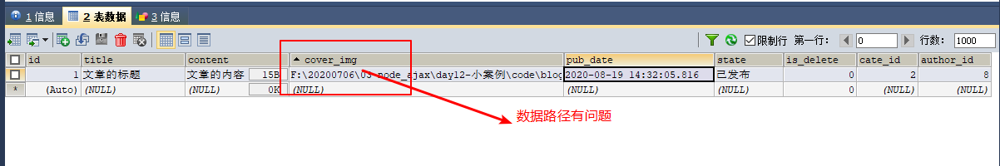 1 信息 2 表数据 3 信息
限制行 第一行: 0 行数: 1000
id title content cover_img pub_date state is_delete cate_id author_id
1 文章的标题 文章的内容 15B F:\20200706\03-node_ajax\day12-小案例\code\blog 2020-08-19 14:32:05.816 已发布 0 2 8
* (Auto) (NULL) (NULL) 0K (NULL) (NULL) (NULL) 0 (NULL) (NULL)
数据路径有问题